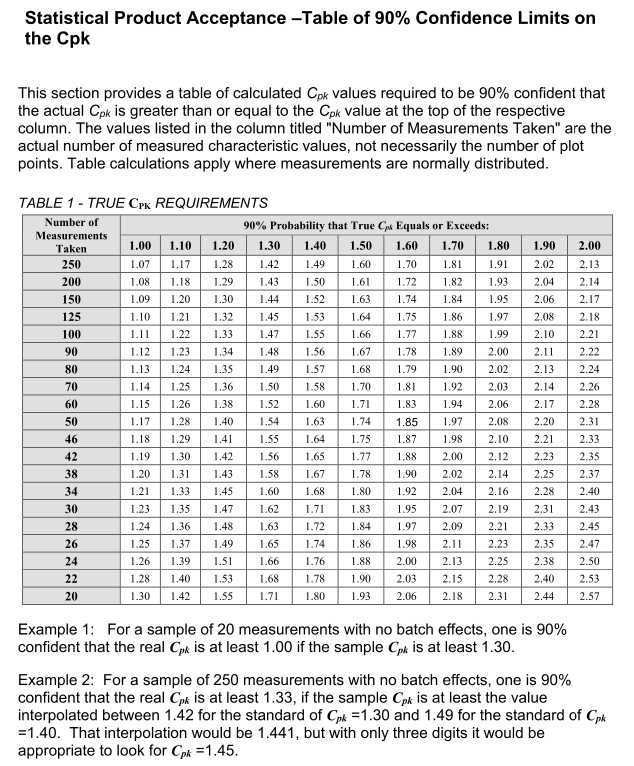 Statistical Product Acceptance –Table of 90% Confidence Limits on
the Cpk
This section provides a table of calculated Cpk values required to be 90% confident that
the actual Cpk is greater than or equal to the Cpk value at the top of the respective
column. The values listed in the column titled "Number of Measurements Taken" are the
actual number of measured characteristic values, not necessarily the number of plot
points. Table calculations apply where measurements are normally distributed.
TABLE 1 - TRUE CPK REQUIREMENTS
Number of
Measurements
Taken
90% Probability that True Cpk Equals or Exceeds:
1.00 1.10 1.20 1.30 1.40 1.50 1.60 1.70 1.80 1.90 2.00
250 1.07 1.17 1.28 1.42 1.49 1.60 1.70 1.81 1.91 2.02 2.13
200 1.08 1.18 1.29 1.43 1.50 1.61 1.72 1.82 1.93 2.04 2.14
150 1.09 1.20 1.30 1.44 1.52 1.63 1.74 1.84 1.95 2.06 2.17
125 1.10 1.21 1.32 1.45 1.53 1.64 1.75 1.86 1.97 2.08 2.18
100 1.11 1.22 1.33 1.47 1.55 1.66 1.77 1.88 1.99 2.10 2.21
90 1.12 1.23 1.34 1.48 1.56 1.67 1.78 1.89 2.00 2.11 2.22
80 1.13 1.24 1.35 1.49 1.57 1.68 1.79 1.90 2.02 2.13 2.24
70 1.14 1.25 1.36 1.50 1.58 1.70 1.81 1.92 2.03 2.14 2.26
60 1.15 1.26 1.38 1.52 1.60 1.71 1.83 1.94 2.06 2.17 2.28
50 1.17 1.28 1.40 1.54 1.63 1.74 1.85 1.97 2.08 2.20 2.31
46 1.18 1.29 1.41 1.55 1.64 1.75 1.87 1.98 2.10 2.21 2.33
42 1.19 1.30 1.42 1.56 1.65 1.77 1.88 2.00 2.12 2.23 2.35
38 1.20 1.31 1.43 1.58 1.67 1.78 1.90 2.02 2.14 2.25 2.37
34 1.21 1.33 1.45 1.60 1.68 1.80 1.92 2.04 2.16 2.28 2.40
30 1.23 1.35 1.47 1.62 1.71 1.83 1.95 2.07 2.19 2.31 2.43
28 1.24 1.36 1.48 1.63 1.72 1.84 1.97 2.09 2.21 2.33 2.45
26 1.25 1.37 1.49 1.65 1.74 1.86 1.98 2.11 2.23 2.35 2.47
24 1.26 1.39 1.51 1.66 1.76 1.88 2.00 2.13 2.25 2.38 2.50
22 1.28 1.40 1.53 1.68 1.78 1.90 2.03 2.15 2.28 2.40 2.53
20 1.30 1.42 1.55 1.71 1.80 1.93 2.06 2.18 2.31 2.44 2.57
Example 1: For a sample of 20 measurements with no batch effects, one is 90%
confident that the real Cpk is at least 1.00 if the sample Cpk is at least 1.30.
Example 2: For a sample of 250 measurements with no batch effects, one is 90%
confident that the real Cpk is at least 1.33, if the sample Cpk is at least the value
interpolated between 1.42 for the standard of Cpk =1.30 and 1.49 for the standard of Cpk
=1.40. That interpolation would be 1.441, but with only three digits it would be
appropriate to look for Cpk =1.45.